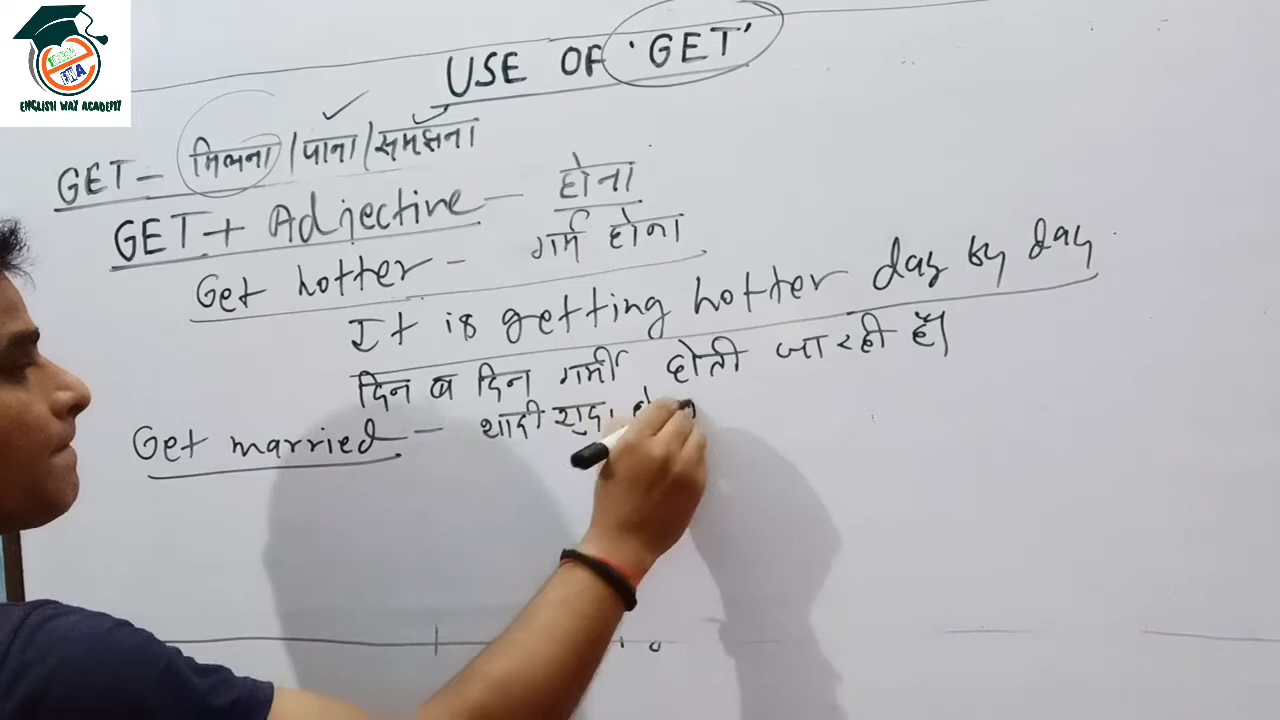 ENGLISH WAY ACADEMY
USE OF 'GET'
GET- मिलना/पाना/समझना
GET+ Adjective - होना
Get hotter - गर्म होना
It is getting hotter day by day
दिन ब दिन गर्मी होती जा रही है।
Get married - शादी शुदा